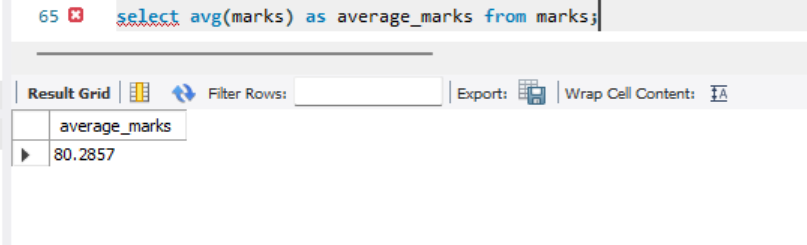 65 select avg(marks) as average_marks from marks;
Result Grid Filter Rows: Export: Wrap Cell Content: IA
average_marks
80.2857